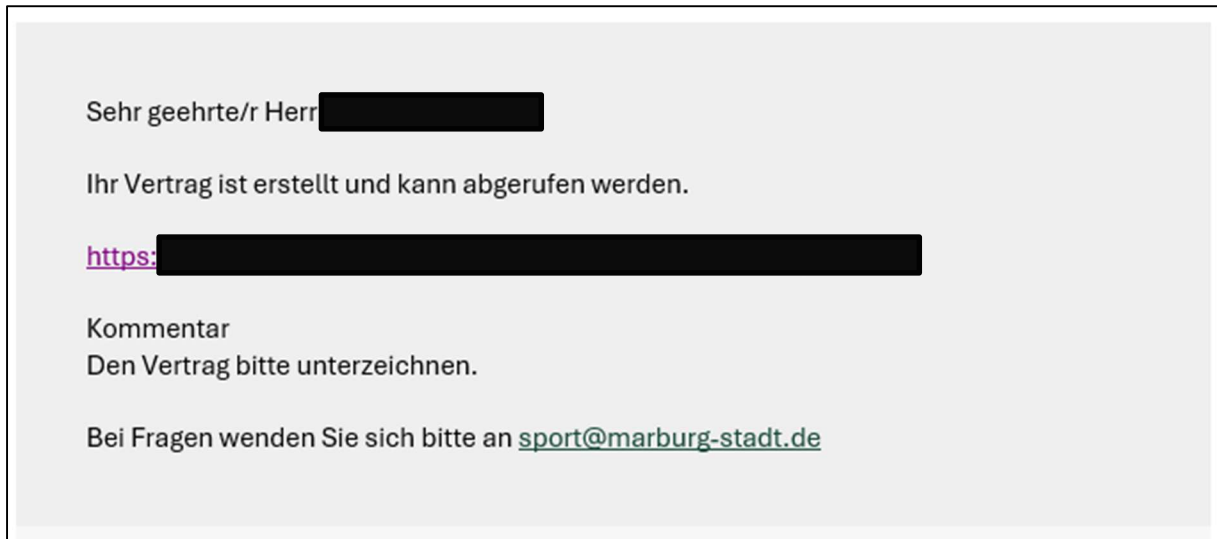 Sehr geehrte/r Herr
Ihr Vertrag ist erstellt und kann abgerufen werden.
https:
Kommentar
Den Vertrag bitte unterzeichnen.
Bei Fragen wenden Sie sich bitte an sport@marburg-stadt.de